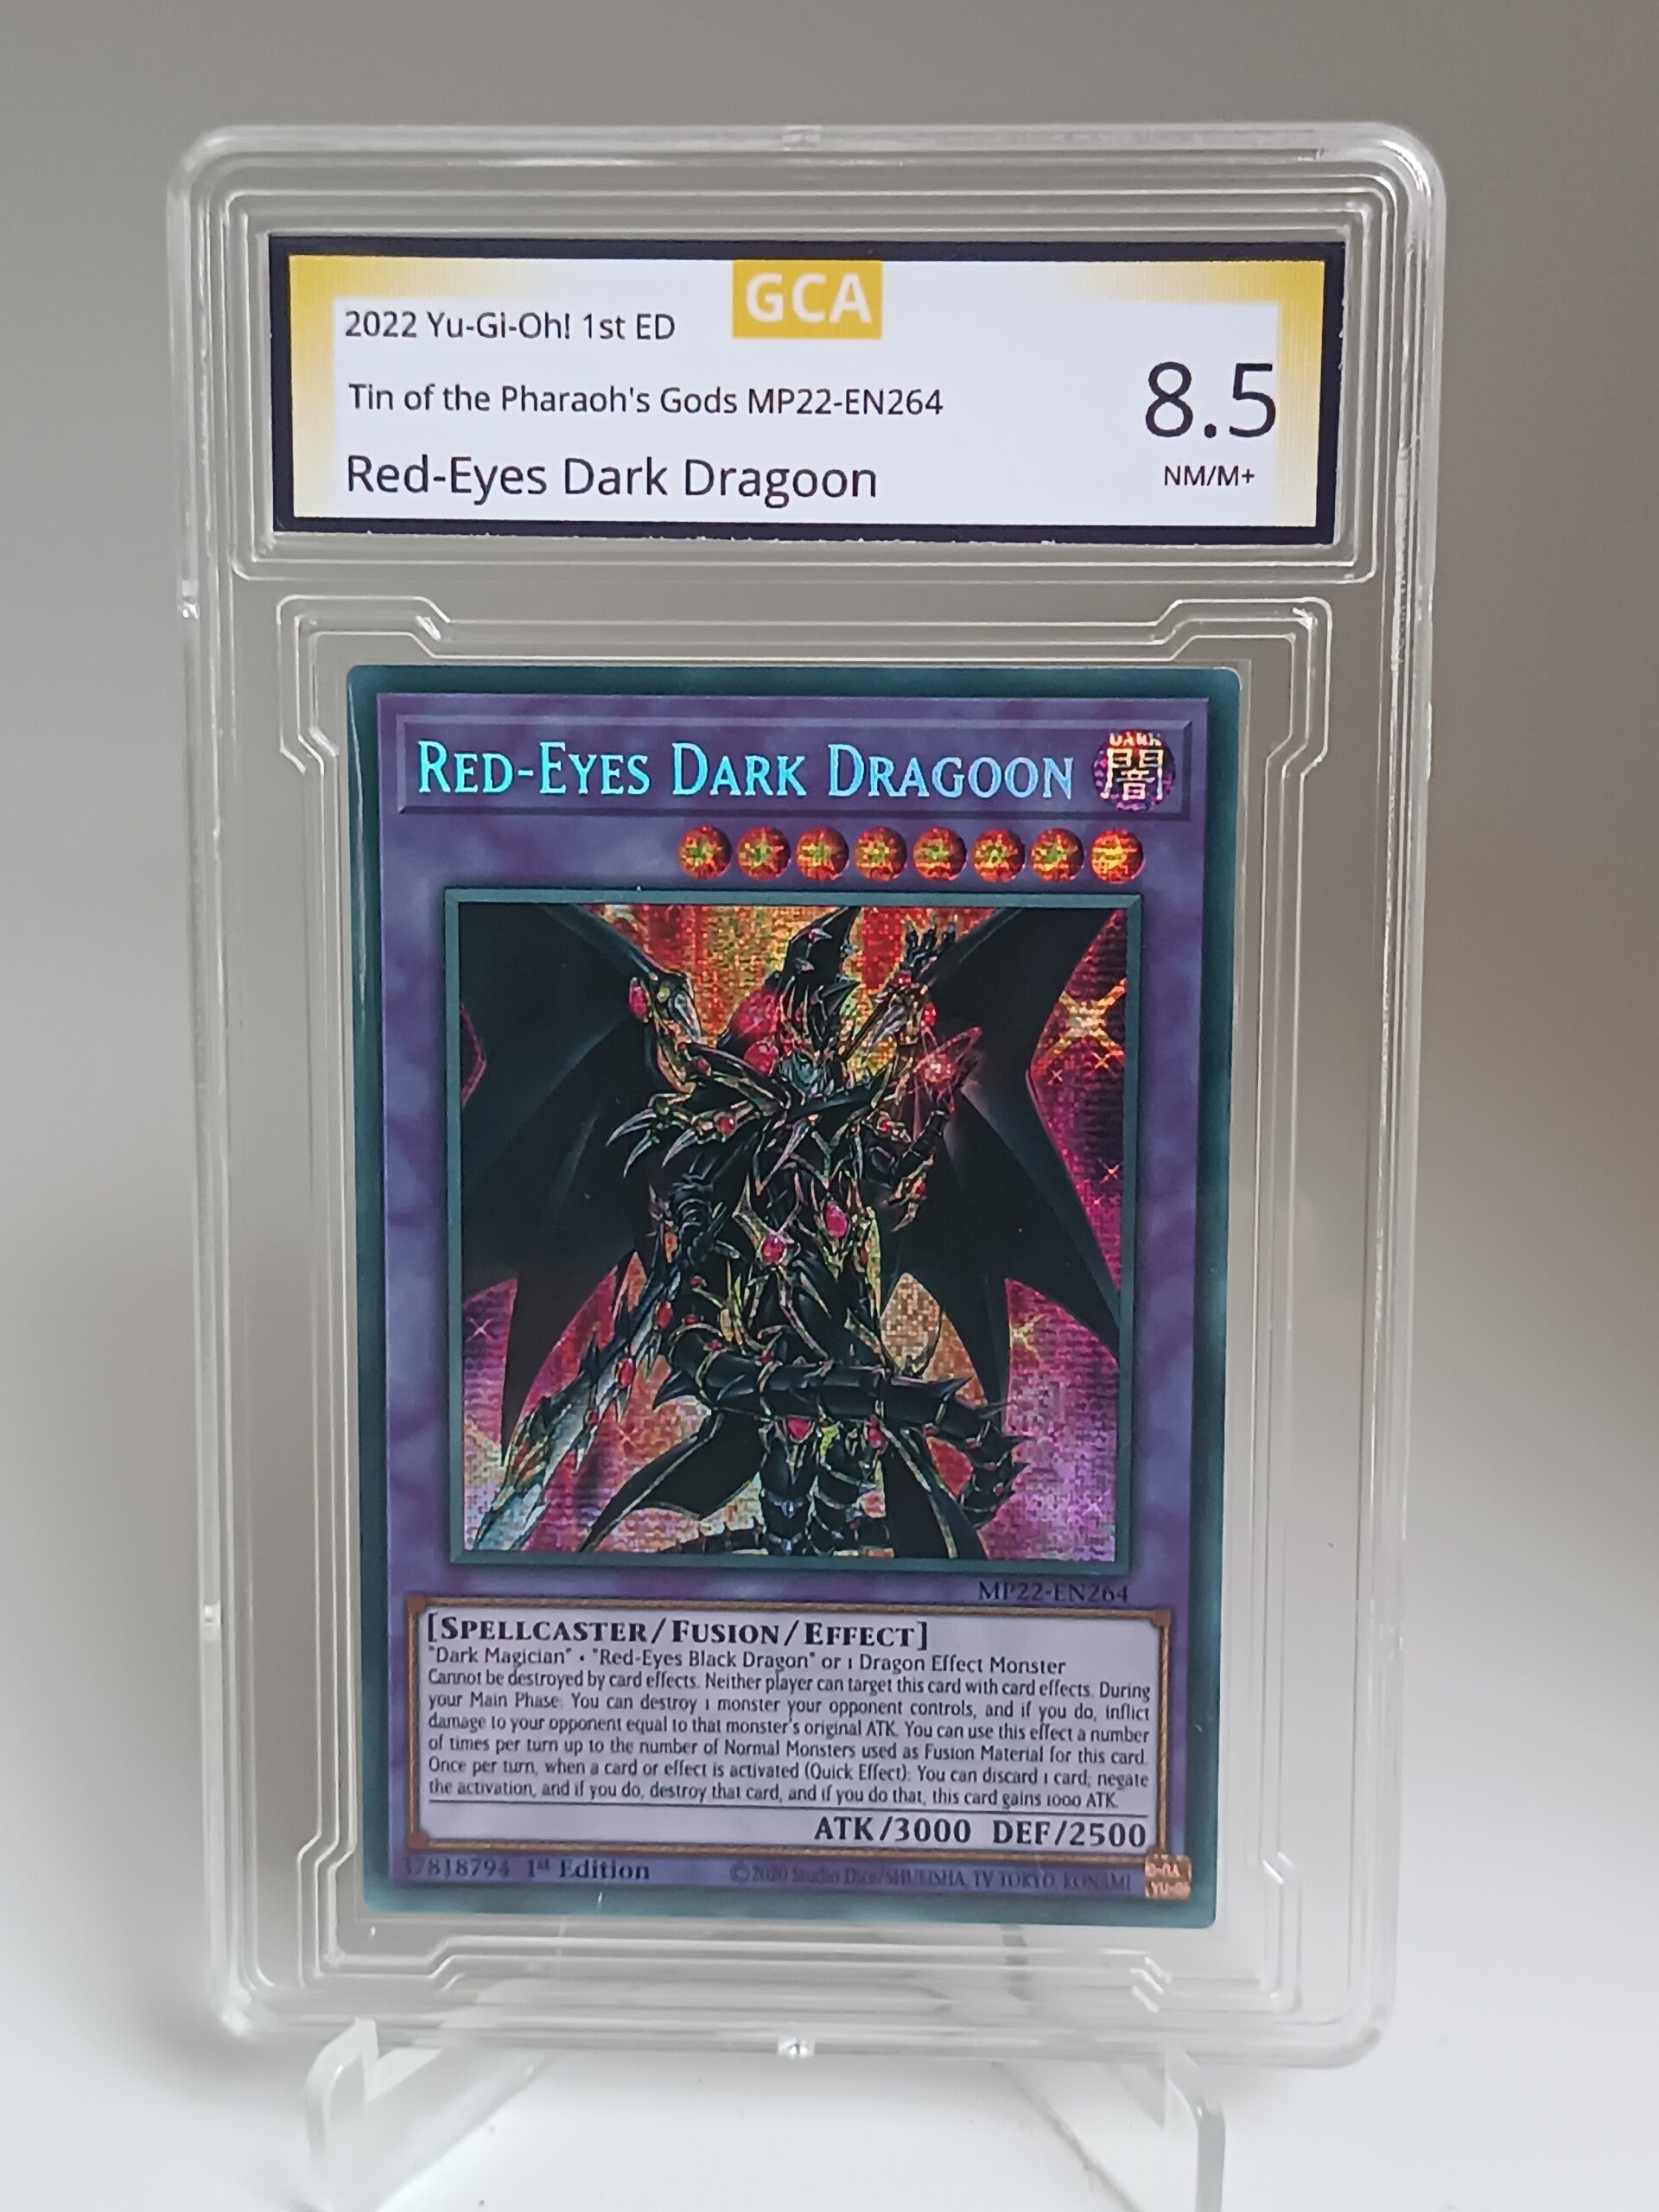 GCA
2022 Yu-Gi-Oh! 1st ED
Tin of the Pharaoh's Gods MP22-EN264
8.5
Red-Eyes Dark Dragoon
NM/M+
RED-EYES DARK DRAGOON
DARK
闇
MP22-EN264
[SPELLCASTER/FUSION/EFFECT]
"Dark Magician" • "Red-Eyes Black Dragon" or 1 Dragon Effect Monster
Cannot be destroyed by card effects. Neither player can target this card with card effects. During
your Main Phase: You can destroy 1 monster your opponent controls, and if you do, inflict
damage to your opponent equal to that monster's original ATK. You can use this effect a number
of times per turn up to the number of Normal Monsters used as Fusion Material for this card.
Once per turn, when a card or effect is activated (Quick Effect): You can discard 1 card; negate
the activation, and if you do, destroy that card, and if you do that, this card gains 1000 ATK.
ATK/3000 DEF/2500
37818794 1st Edition
©2020 Studio Dice/SHUEISHA, TV TOKYO, KONAMI